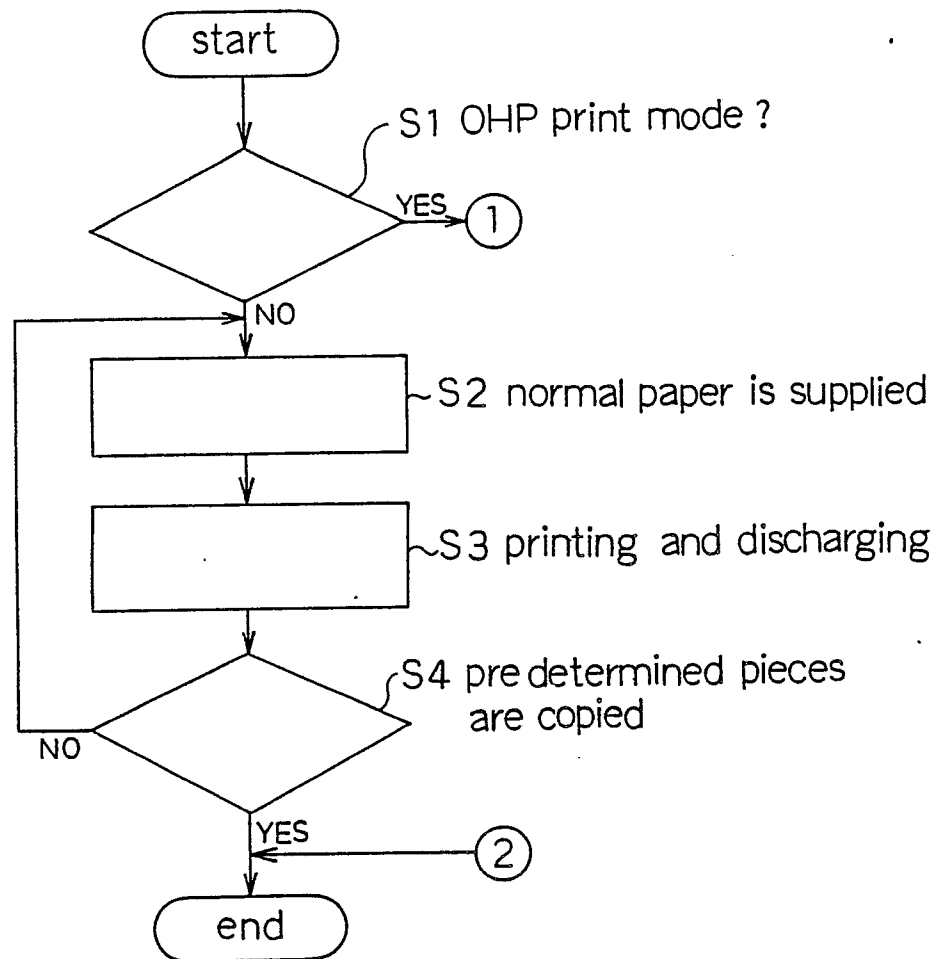 start
S1 OHP print mode ?
YES
1
NO
S2 normal paper is supplied
S3 printing and discharging
S4 pre determined pieces
are copied
NO
YES
2
end